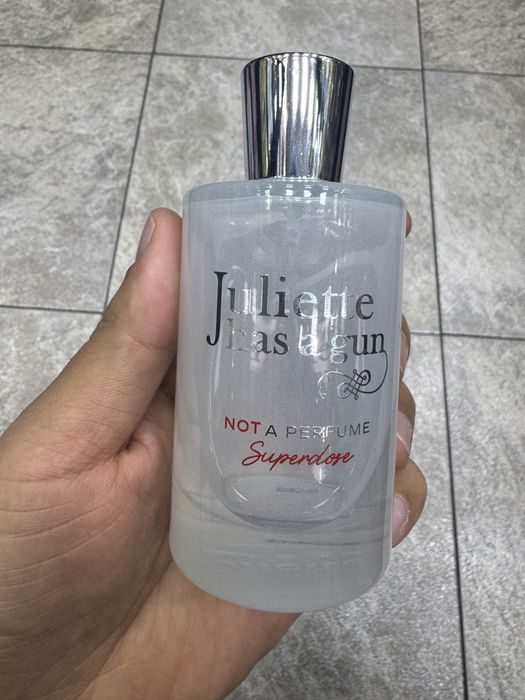 Juliette
has a gun
NOT A PERFUME
Superdose